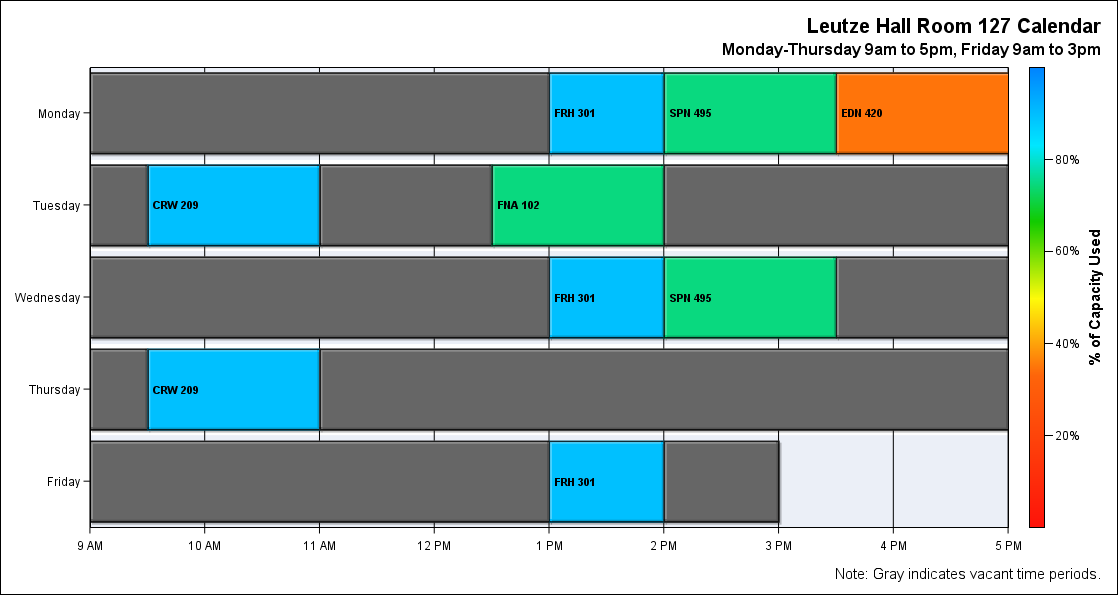 Leutze Hall Room 127 Calendar
Monday-Thursday 9am to 5pm, Friday 9am to 3pm
Monday
FRH 301
SPN 495
EDN 420
Tuesday
CRW 209
FNA 102
Wednesday
FRH 301
SPN 495
Thursday
CRW 209
Friday
FRH 301
9 AM 10 AM 11 AM 12 PM 1 PM 2 PM 3 PM 4 PM 5 PM
80%
60%
40%
20%
% of Capacity Used
Note: Gray indicates vacant time periods.